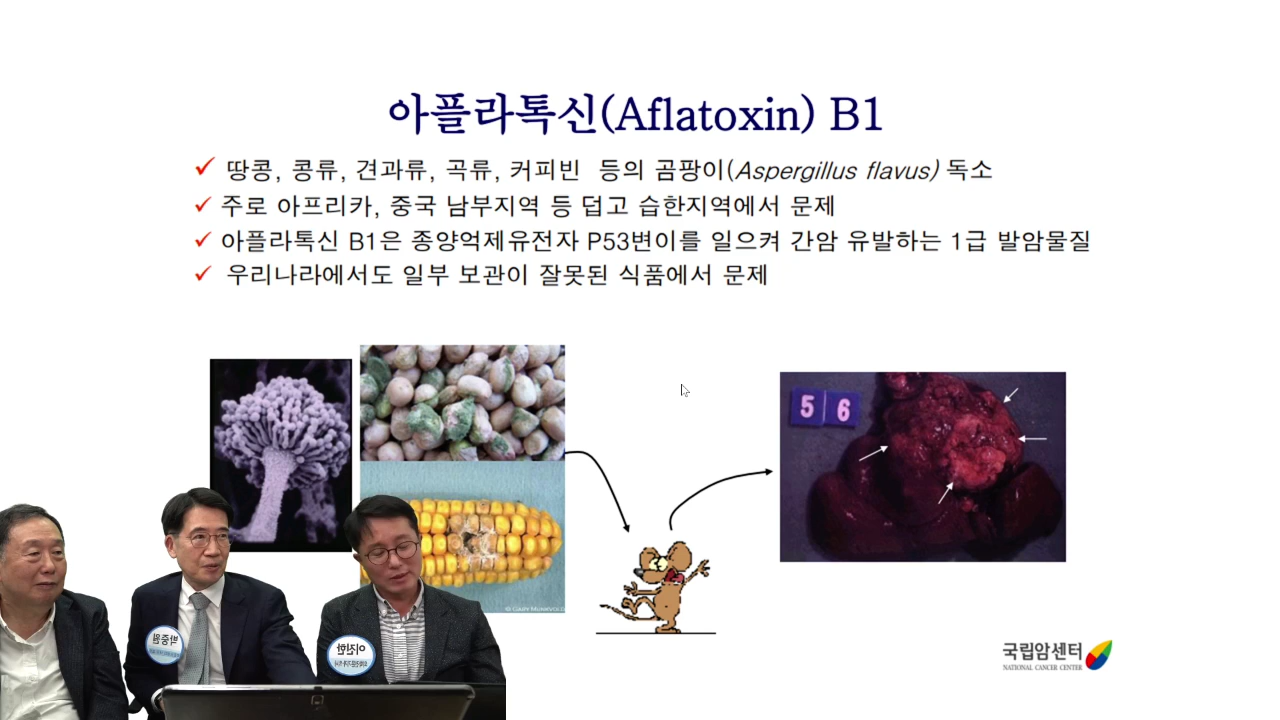 아플라톡신(Aflatoxin) B1
✓ 땅콩, 콩류, 견과류, 곡류, 커피빈 등의 곰팡이(Aspergillus flavus) 독소
✓ 주로 아프리카, 중국 남부지역 등 덥고 습한지역에서 문제
✓ 아플라톡신 B1은 종양억제유전자 P53변이를 일으켜 간암 유발하는 1급 발암물질
✓ 우리나라에서도 일부 보관이 잘못된 식품에서 문제
5 6
박중원
이진한
국립암센터
NATIONAL CANCER CENTER